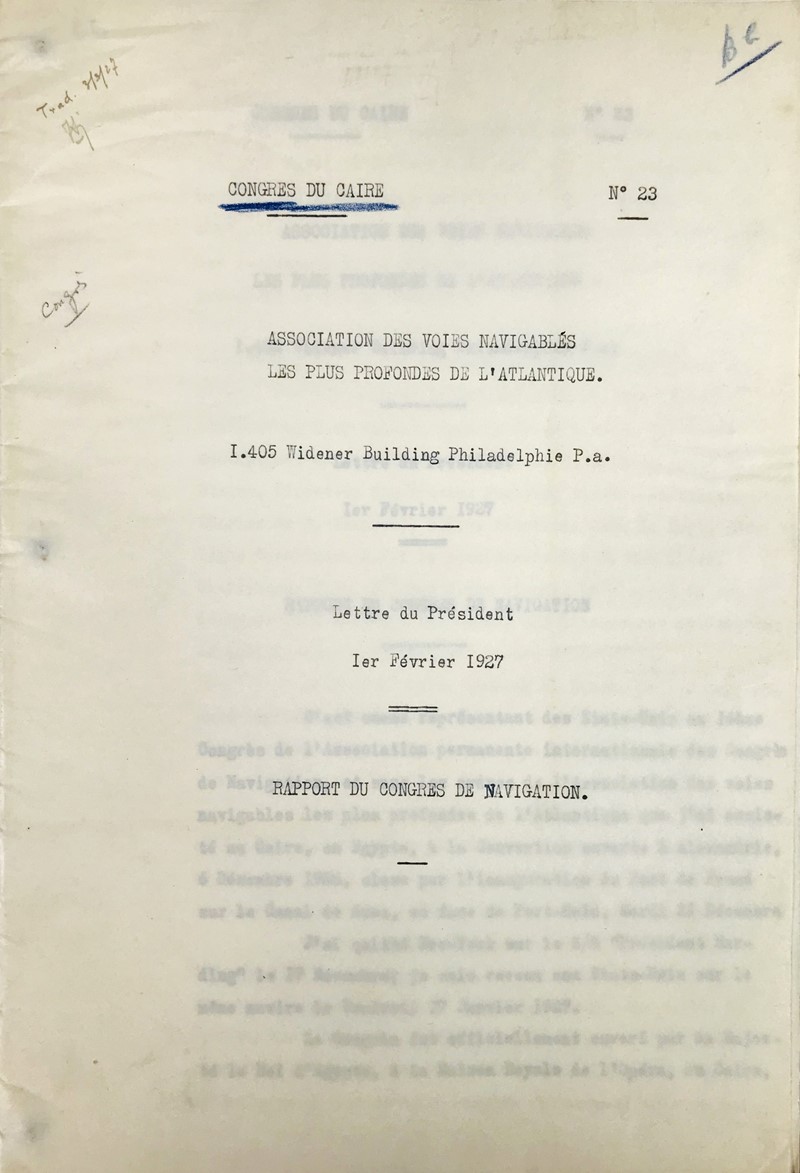 Trad.
CONGRES DU CAIRE
N° 23
ASSOCIATION DES VOIES NAVIGABLÉS
LES PLUS PROFONDES DE L'ATLANTIQUE.
I.405 Widener Building Philadelphie P.a.
Lettre du Président
Ier Février 1927
RAPPORT DU CONGRES DE NAVIGATION.